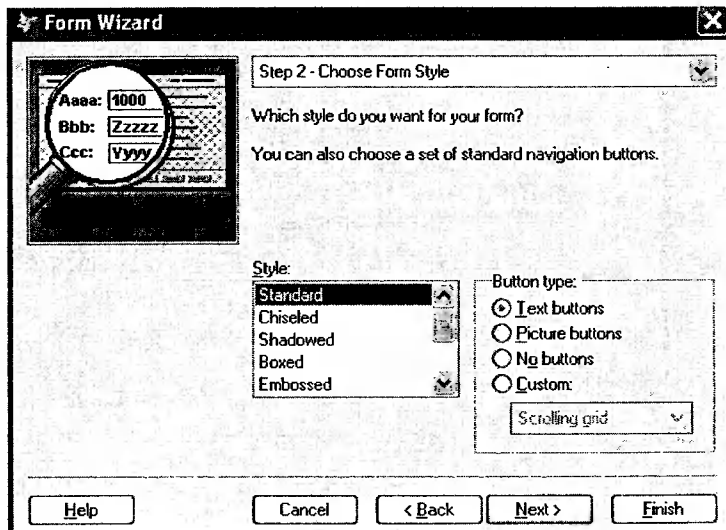 Form Wizard
Step 2 - Choose Form Style
Aaaa: 1000
Bbb: Zzzzz
Ccc: Yyyy
Which style do you want for your form?
You can also choose a set of standard navigation buttons.
Style:
Standard
Chiseled
Shadowed
Boxed
Embossed
Button type:
Text buttons
Picture buttons
No buttons
Custom:
Scrolling grid
Help
Cancel
< Back
Next >
Finish